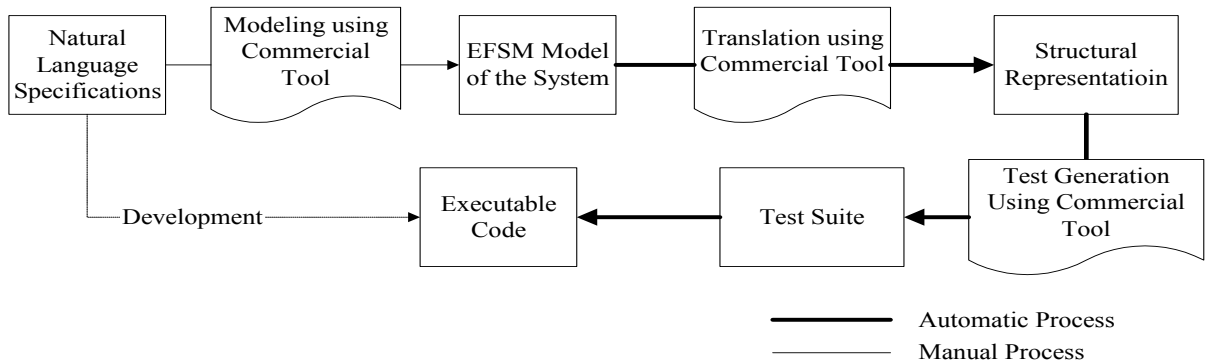 Natural
Language
Specifications
Modeling using
Commercial
Tool
EFSM Model
of the System
Translation using
Commercial Tool
Structural
Representatioin
Test Generation
Using Commercial
Tool
Test Suite
Executable
Code
Development
Automatic Process
Manual Process